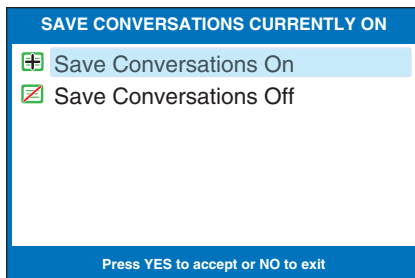 SAVE CONVERSATIONS CURRENTLY ON
Save Conversations On
Save Conversations Off
Press YES to accept or NO to exit